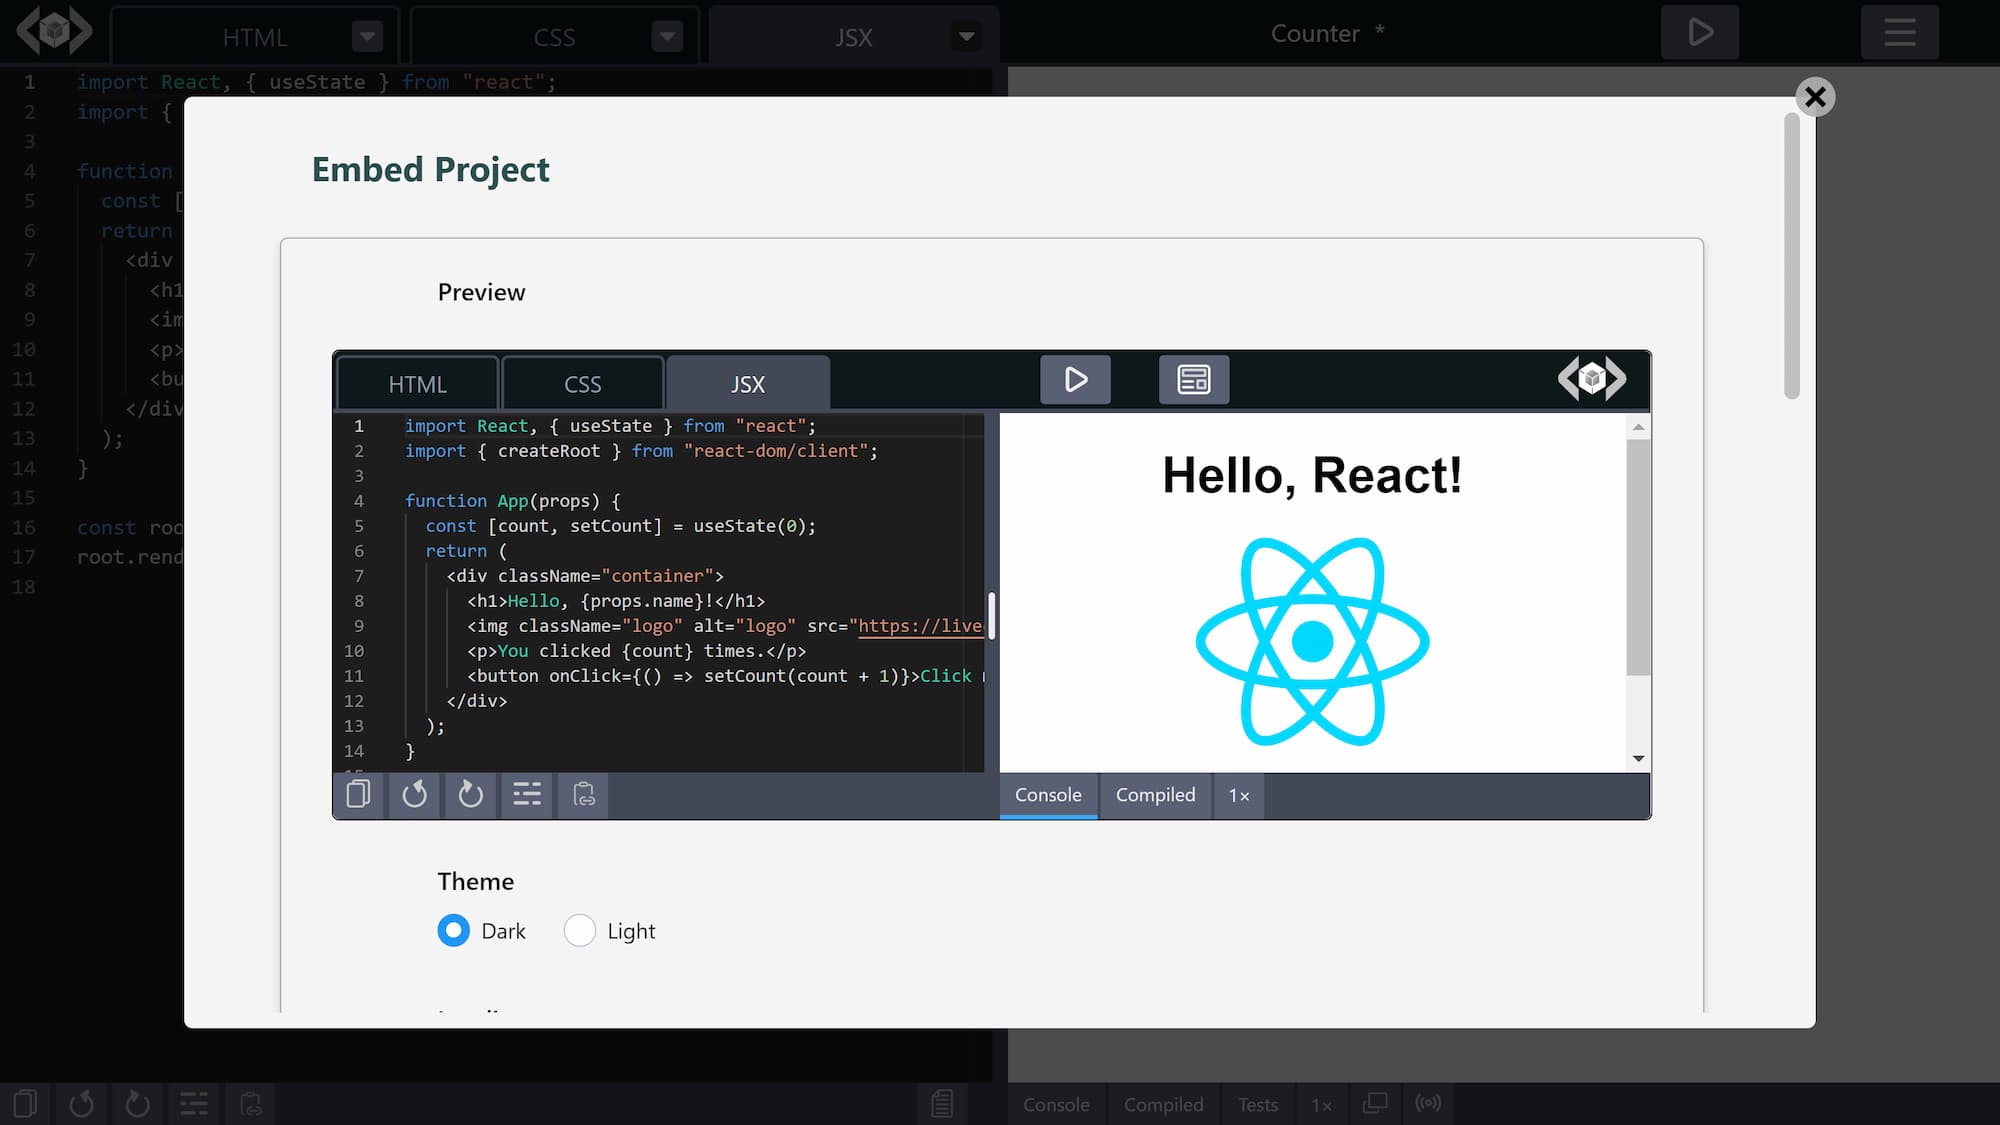 HTML
CSS
JSX
Counter *
1 import React, { useState } from "react";
2 import {
3
4 function
5 const [
6 return
7 <div
8 <h1
9 <im
10 <p>
11 <bu
12 </div
13 );
14 }
15
16 const roo
17 root.rend
18
Embed Project
Preview
HTML
CSS
JSX
1 import React, { useState } from "react";
2 import { createRoot } from "react-dom/client";
3
4 function App(props) {
5 const [count, setCount] = useState(0);
6 return (
7 <div className="container">
8 <h1>Hello, {props.name}!</h1>
9 <img className="logo" alt="logo" src="https://live
10 <p>You clicked {count} times.</p>
11 <button onClick={() => setCount(count + 1)}>Click
12 </div>
13 );
14 }
Hello, React!
Console
Compiled
1×
Theme
Dark
Light
Console
Compiled
Tests
1×